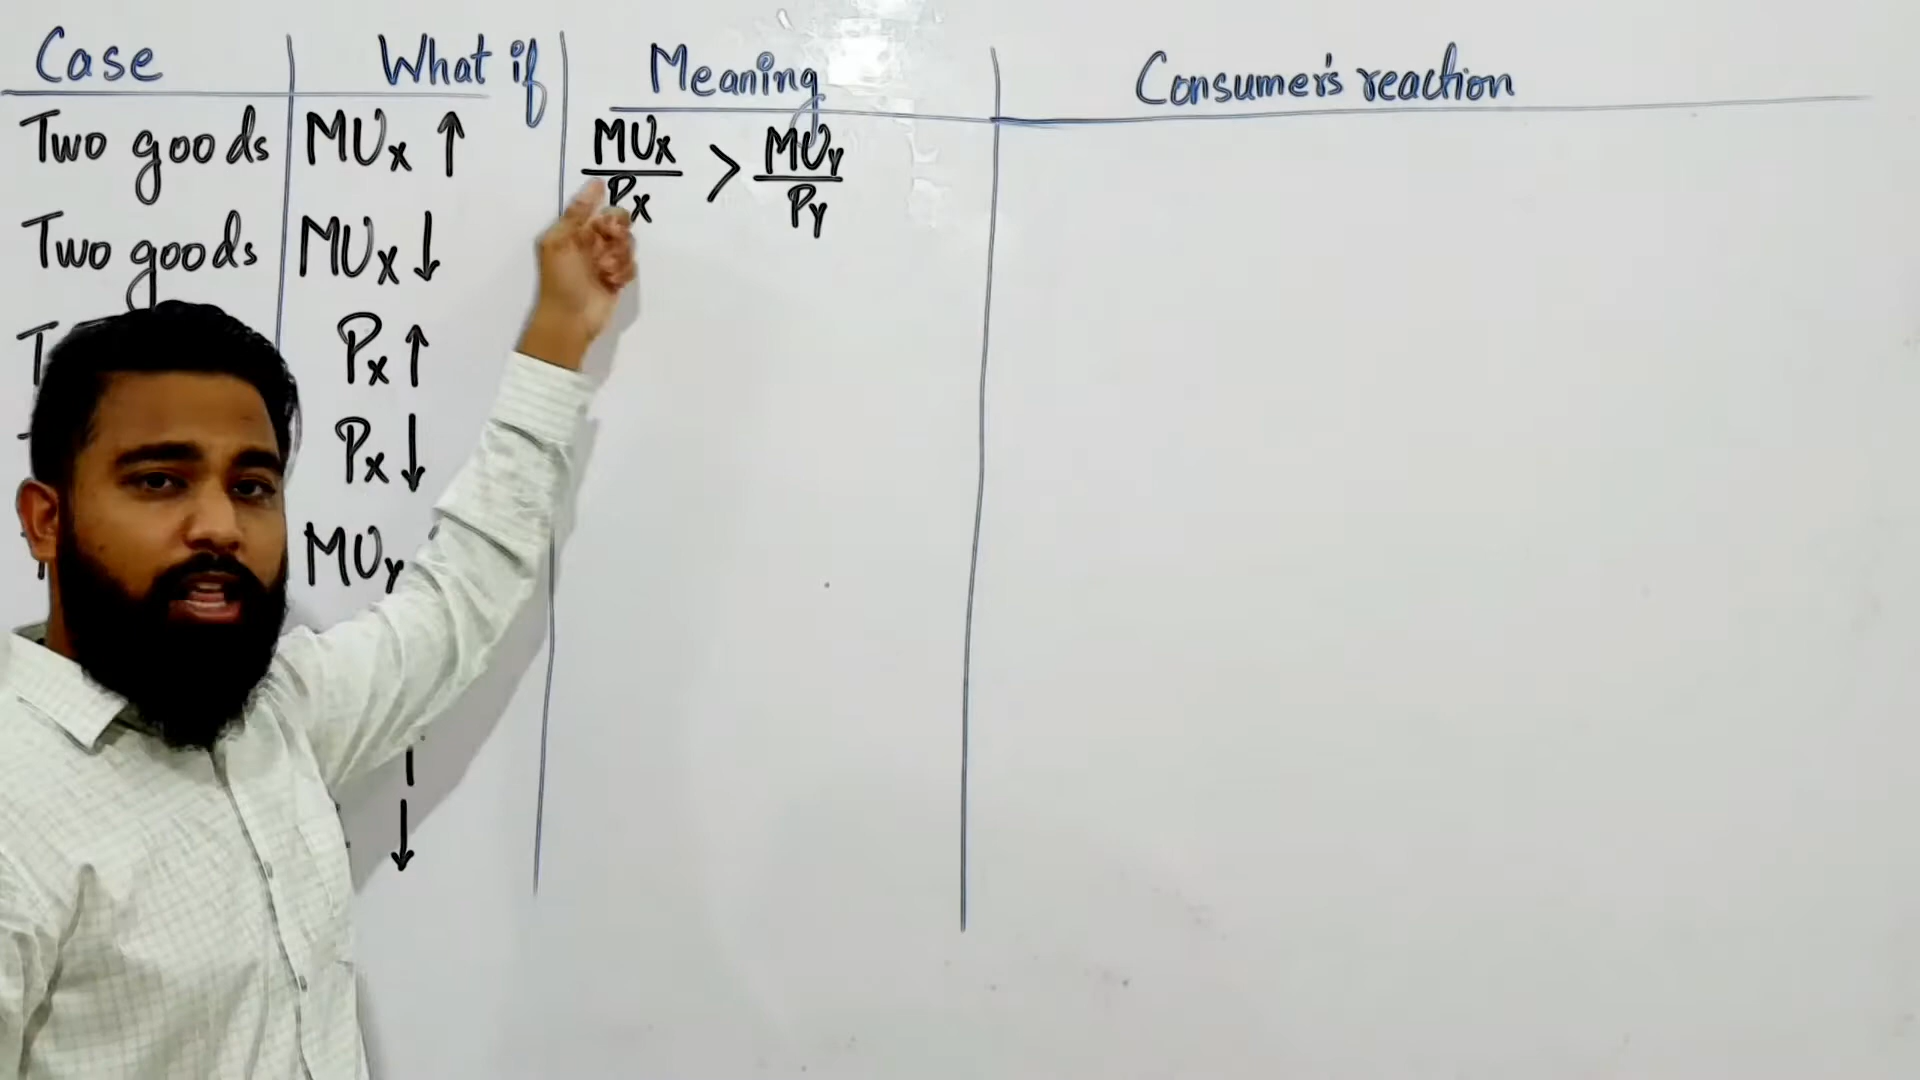 Case What if Meaning Consumer's reaction
Two goods MUx ↑ MUx/Px > MUY/PY
Two goods MUx ↓
Px ↑
Px ↓
MUY
↓